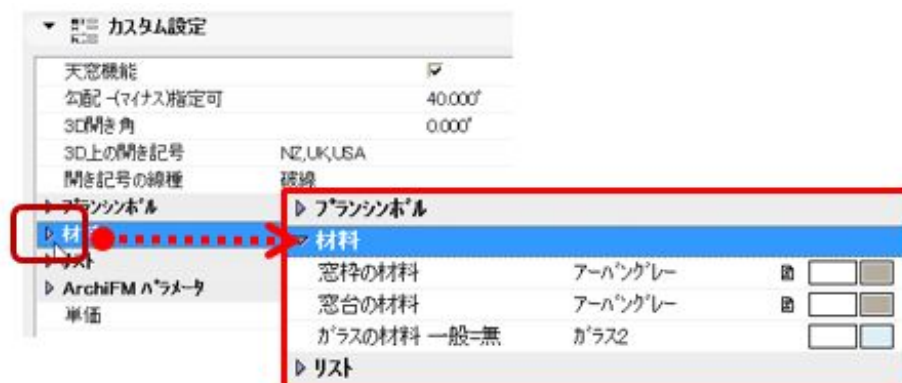 カスタム設定
天窓機能
勾配 -(マイナス)指定可 40.000°
3D開き角 0.000°
3D上の開き記号 NZ,UK,USA
開き記号の線種 破線
プランシンボル
材
リスト
ArchiFM パラメータ
単価
プランシンボル
材料
窓枠の材料 アーバングレー
窓台の材料 アーバングレー
ガラスの材料 一般=無 ガラス2
リスト